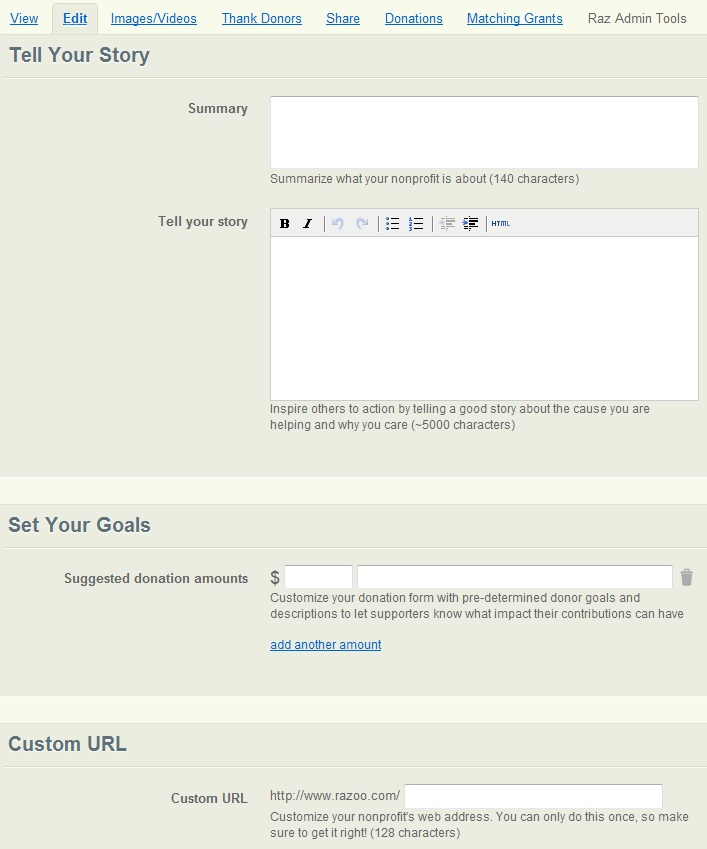 View Edit Images/Videos Thank Donors Share Donations Matching Grants Raz Admin Tools
Tell Your Story
Summary
Summarize what your nonprofit is about (140 characters)
Tell your story
B I HTML
Inspire others to action by telling a good story about the cause you are
helping and why you care (~5000 characters)
Set Your Goals
Suggested donation amounts $
Customize your donation form with pre-determined donor goals and
descriptions to let supporters know what impact their contributions can have
add another amount
Custom URL
Custom URL http://www.razoo.com/
Customize your nonprofit's web address. You can only do this once, so make
sure to get it right! (128 characters)